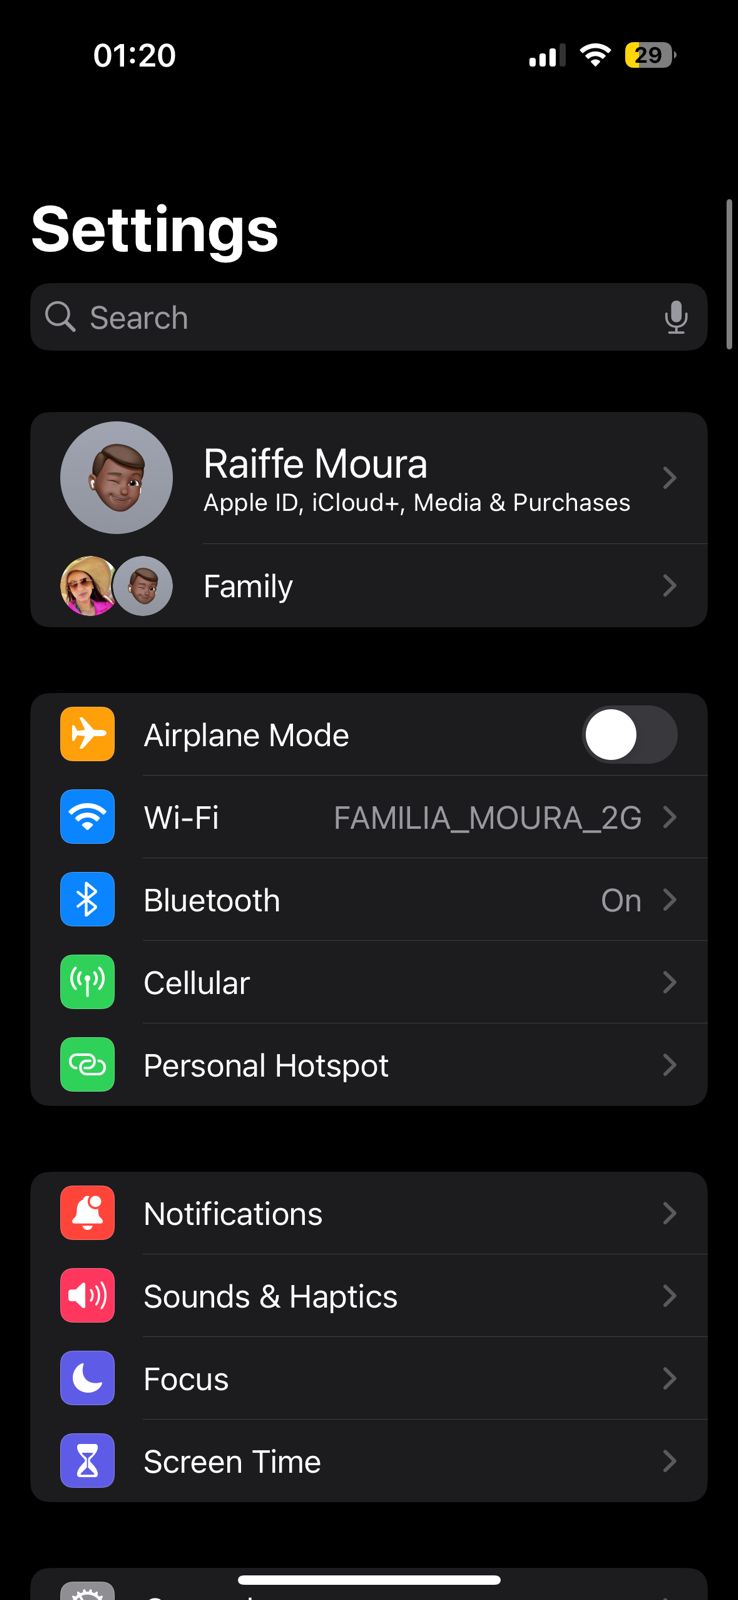 01:20
29
Settings
Search
Raiffe Moura
Apple ID, iCloud+, Media & Purchases
Family
Airplane Mode
Wi-Fi FAMILIA_MOURA_2G
Bluetooth On
Cellular
Personal Hotspot
Notifications
Sounds & Haptics
Focus
Screen Time